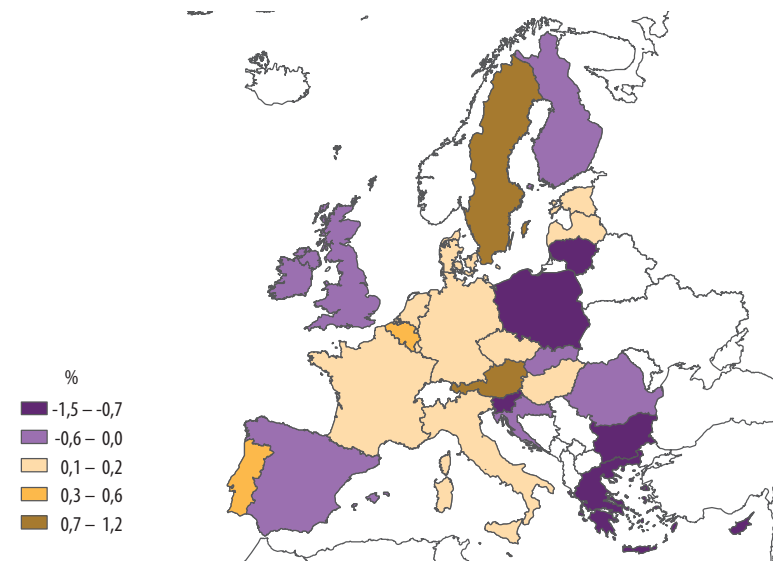 %
-1,5 – -0,7
-0,6 – 0,0
0,1 – 0,2
0,3 – 0,6
0,7 – 1,2